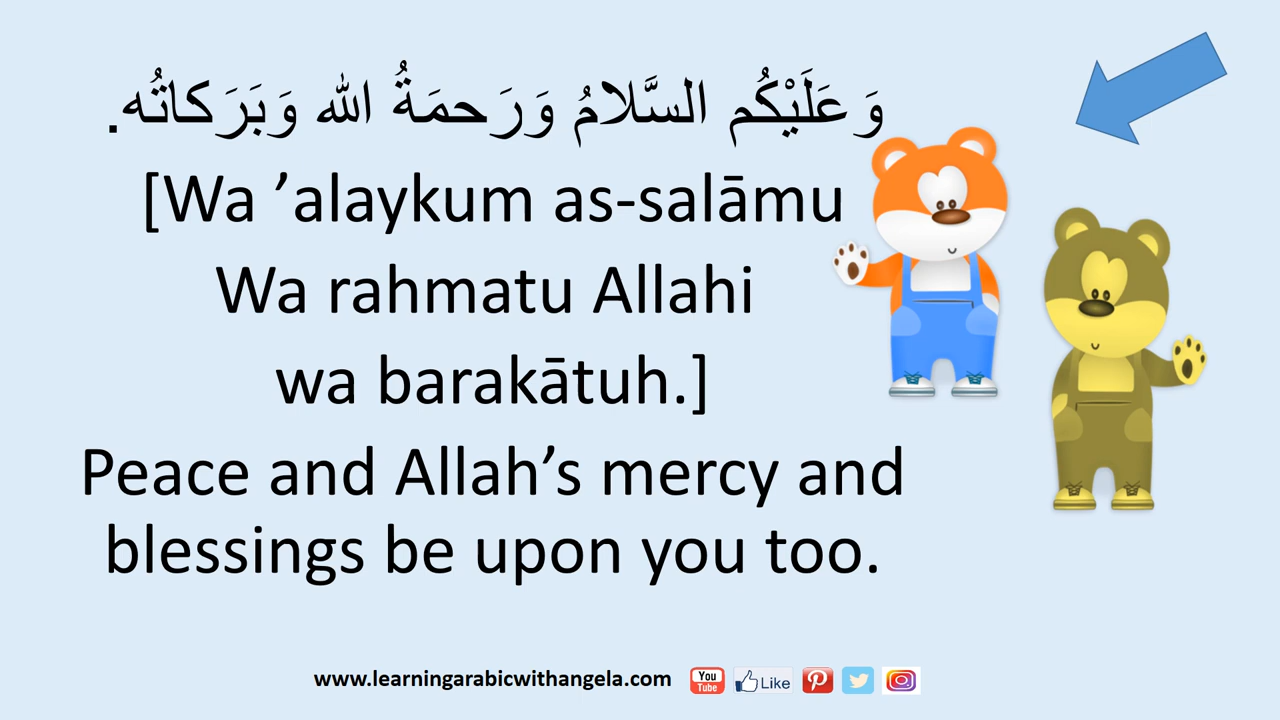 وَعَلَيْكُم السَّلامُ وَرَحمَةُ الله وَبَرَكاتُه.
[Wa ’alaykum as-salāmu
Wa rahmatu Allahi
wa barakātuh.]
Peace and Allah’s mercy and
blessings be upon you too.
www.learningarabicwithangela.com
You
Tube
Like